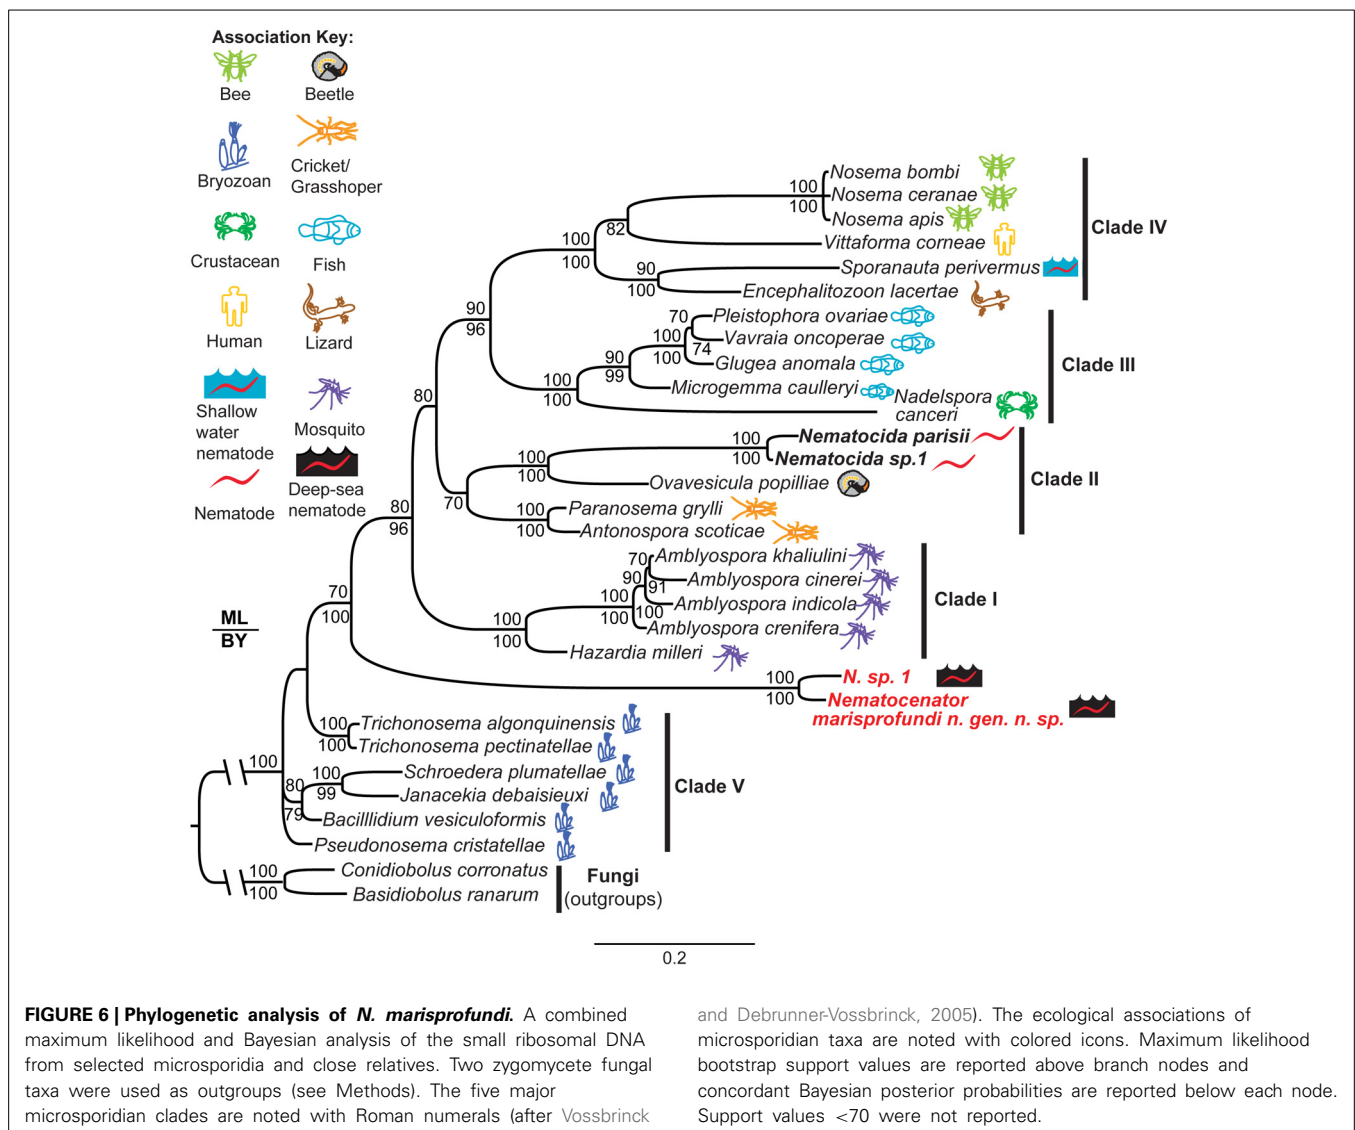 Association Key:
Bee
Beetle
Bryozoan
Cricket/
Grasshoper
Crustacean
Fish
Human
Lizard
Shallow
water
nematode
Mosquito
Nematode
Deep-sea
nematode
ML
BY
Nosema bombi
100
Nosema ceranae
100
Nosema apis
Clade IV
82
100
100
Vittaforma corneae
90
100
Sporanauta perivermus
Encephalitozoon lacertae
90
96
70
Pleistophora ovariae
100
Vavraia oncoperae
100
74
Glugea anomala
Clade III
90
99
Microgemma caulleryi
100
100
Nadelspora
canceri
80
100
Nematocida parisii
100
Nematocida sp.1
100
100
Clade II
Ovavesicula popilliae
70
Paranosema grylli
100
100
Antonospora scoticae
80
96
70
Amblyospora khaliulini
90
91
Amblyospora cinerei
100
100
100
Amblyospora indicola
Clade I
Amblyospora crenifera
100
100
Hazardia milleri
70
100
100
100
N. sp. 1
Nematocenator
marisprofundi n. gen. n. sp.
100
100
Trichonosema algonquinensis
Trichonosema pectinatellae
100
80
79
100
99
Schroedera plumatellae
Janacekia debaisieuxi
Clade V
Bacilllidium vesiculoformis
Pseudonosema cristatellae
100
100
Conidiobolus corronatus
Basidiobolus ranarum
Fungi
(outgroups)
0.2
FIGURE 6 | Phylogenetic analysis of N. marisprofundi. A combined
maximum likelihood and Bayesian analysis of the small ribosomal DNA
from selected microsporidia and close relatives. Two zygomycete fungal
taxa were used as outgroups (see Methods). The five major
microsporidian clades are noted with Roman numerals (after Vossbrinck
and Debrunner-Vossbrinck, 2005). The ecological associations of
microsporidian taxa are noted with colored icons. Maximum likelihood
bootstrap support values are reported above branch nodes and
concordant Bayesian posterior probabilities are reported below each node.
Support values <70 were not reported.